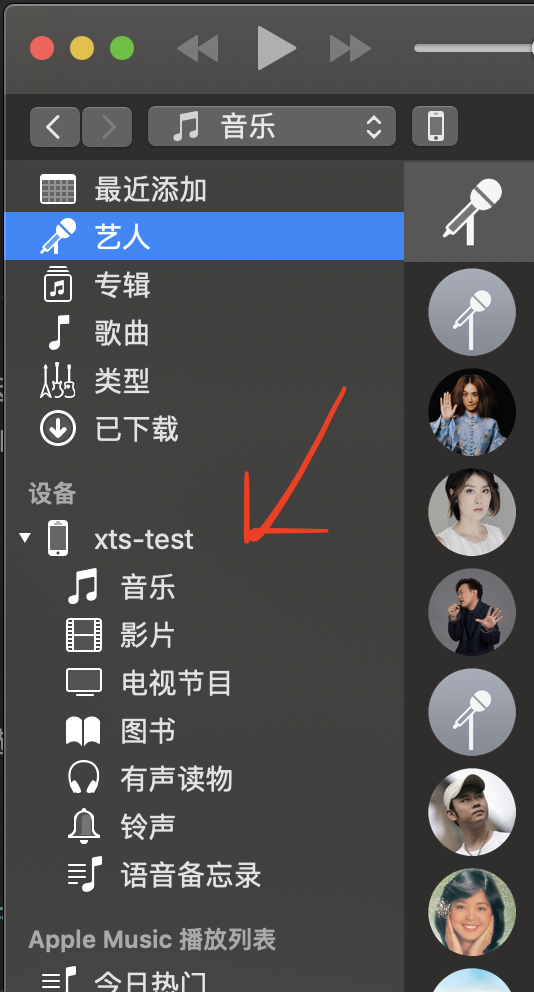 音乐
最近添加
艺人
专辑
歌曲
类型
已下载
设备
xts-test
音乐
影片
电视节目
图书
有声读物
铃声
语音备忘录
Apple Music 播放列表
今日热门